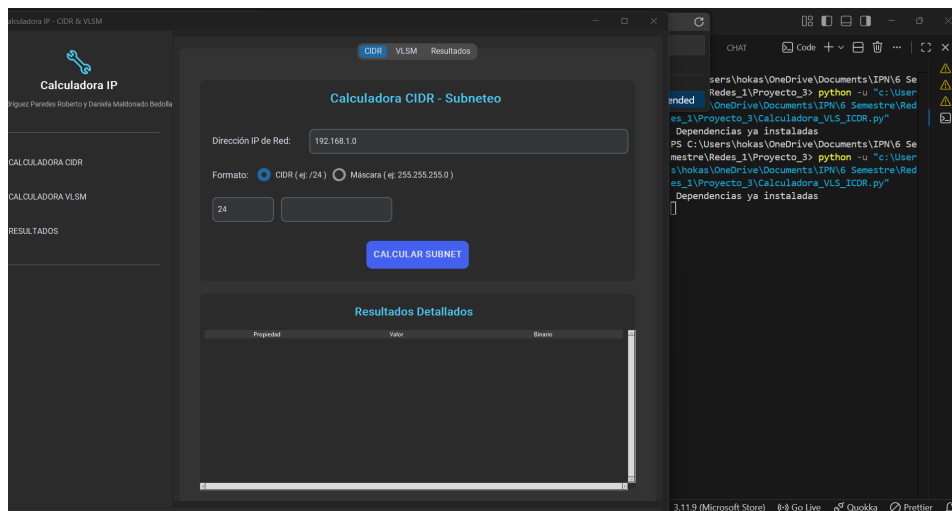 alculadora IP - CIDR & VLSM
Calculadora IP
driguez Paredes Roberto y Daniela Maldonado Bedolla
CALCULADORA CIDR
CALCULADORA VLSM
RESULTADOS
CIDR VLSM Resultados
Calculadora CIDR - Subneteo
Dirección IP de Red: 192.168.1.0
Formato: CIDR ( ej: /24 ) Máscara ( ej: 255.255.255.0 )
24
CALCULAR SUBNET
Resultados Detallados
Propiedad Valor Binario
ended
CHAT Code
sers\hokas\OneDrive\Documents\IPN\6 Se
Redes_1\Proyecto_3> python -u "c:\User
\OneDrive\Documents\IPN\6 Semestre\Red
es_1\Proyecto_3\Calculadora_VLS_ICDR.py"
Dependencias ya instaladas
PS C:\Users\hokas\OneDrive\Documents\IPN\6 Se
mestre\Redes_1\Proyecto_3> python -u "c:\User
s\hokas\OneDrive\Documents\IPN\6 Semestre\Red
es_1\Proyecto_3\Calculadora_VLS_ICDR.py"
Dependencias ya instaladas
3.11.9 (Microsoft Store) Go Live Quokka Prettier